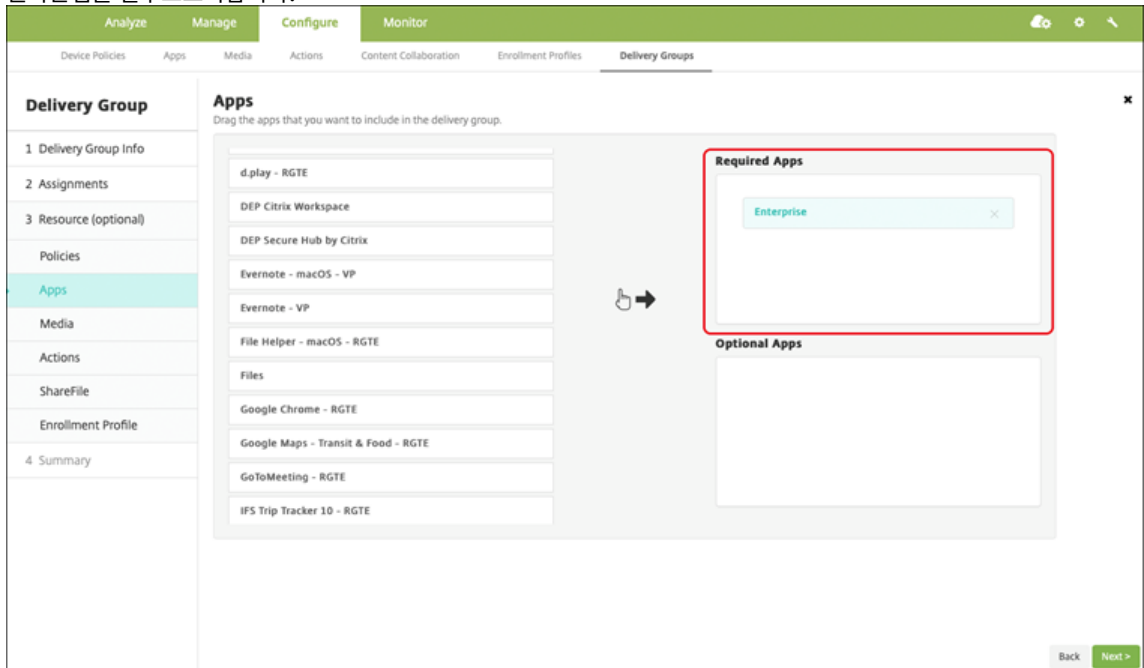 Analyze Manage Configure Monitor
Device Policies Apps Media Actions Content Collaboration Enrollment Profiles Delivery Groups
Delivery Group
1 Delivery Group Info
2 Assignments
3 Resource (optional)
Policies
Apps
Media
Actions
ShareFile
Enrollment Profile
4 Summary
Apps
Drag the apps that you want to include in the delivery group.
d.play - RGTE
DEP Citrix Workspace
DEP Secure Hub by Citrix
Evernote - macOS - VP
Evernote - VP
File Helper - macOS - RGTE
Files
Google Chrome - RGTE
Google Maps - Transit & Food - RGTE
GoToMeeting - RGTE
IFS Trip Tracker 10 - RGTE
Required Apps
Enterprise
Optional Apps
Back Next >